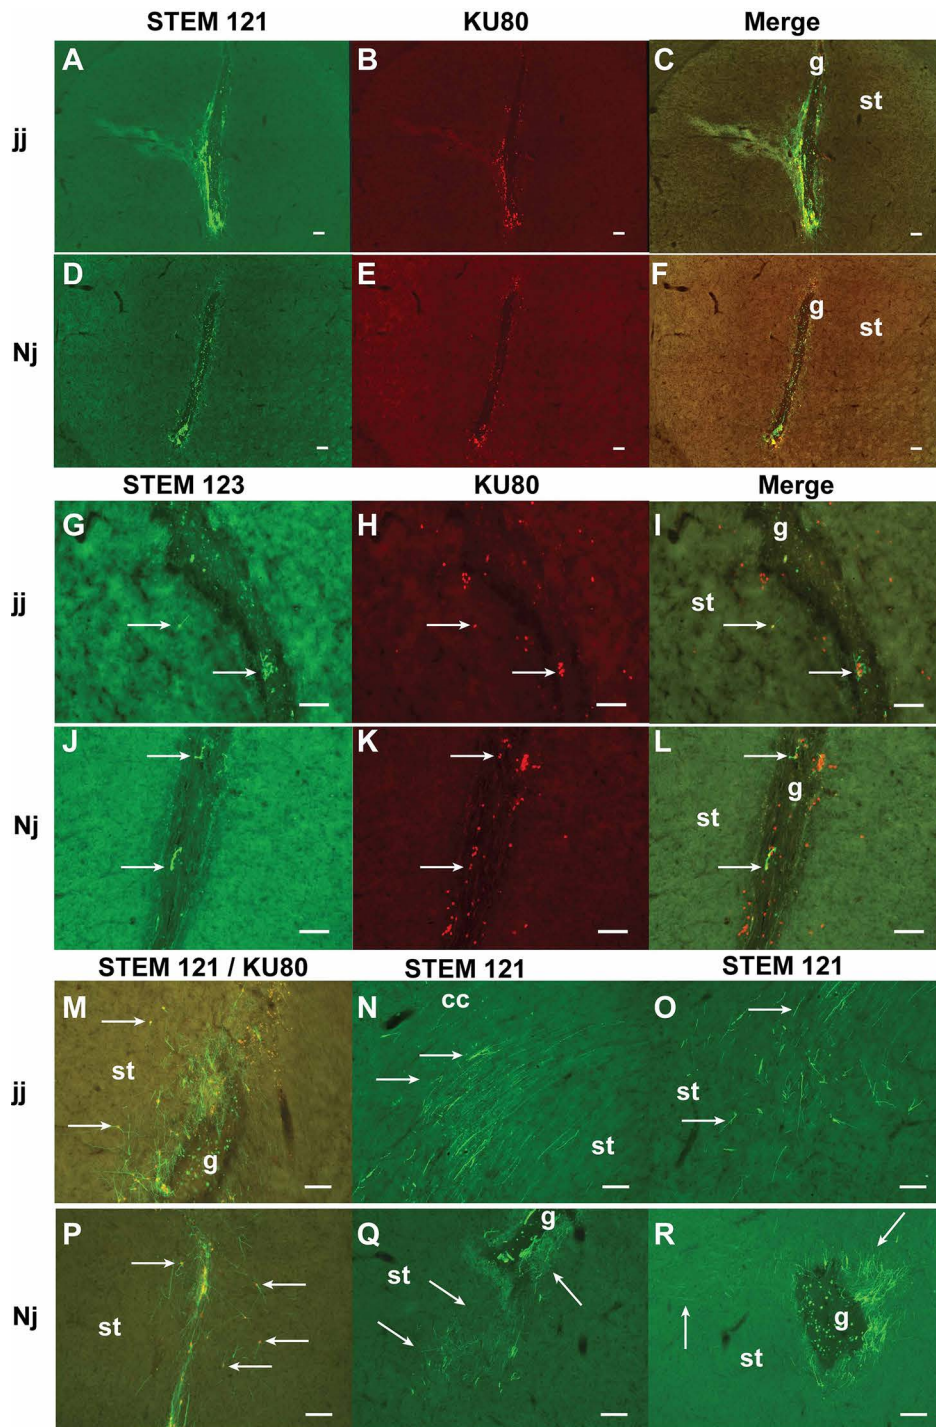 STEM 121 KU80 Merge
jj A B C g st
Nj D E F g st
STEM 123 KU80 Merge
jj G H I g st
Nj J K L g st
STEM 121 / KU80 STEM 121 STEM 121
jj M st g N cc st O st
Nj P st Q g st R g st